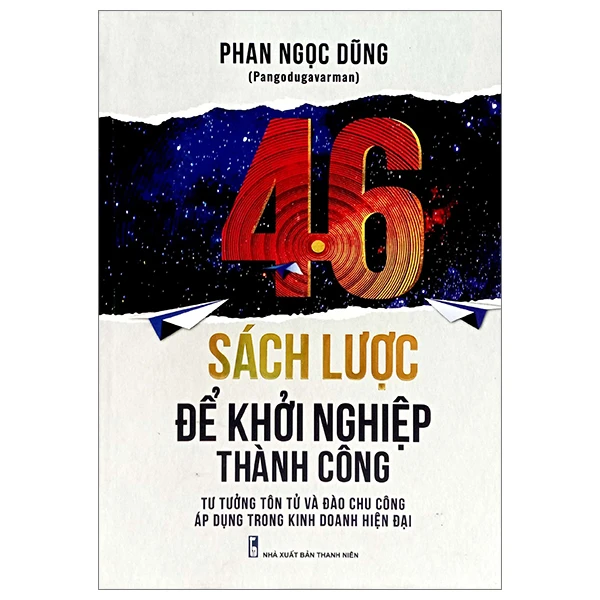 PHAN NGỌC DŨNG
(Pangodugavarman)
46
SÁCH LƯỢC
ĐỂ KHỞI NGHIỆP
THÀNH CÔNG
TƯ TƯỞNG TÔN TỬ VÀ ĐÀO CHU CÔNG
ÁP DỤNG TRONG KINH DOANH HIỆN ĐẠI
NHÀ XUẤT BẢN THANH NIÊN